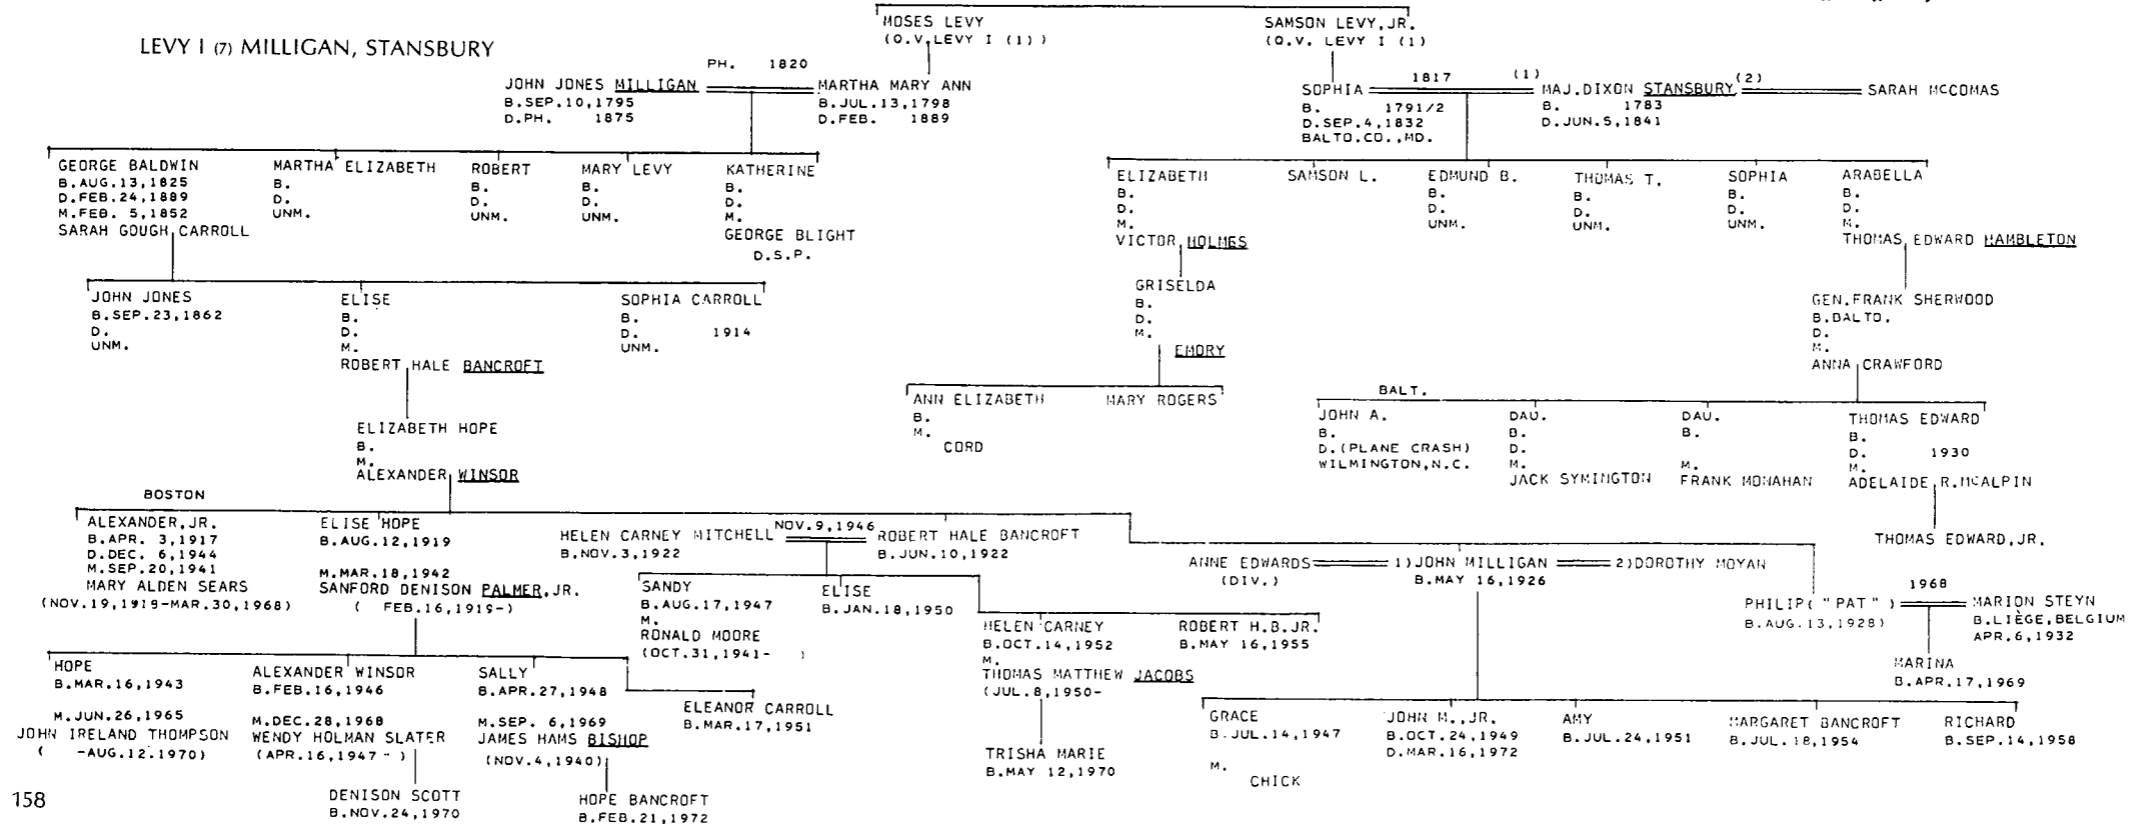 LEVY I (7) MILLIGAN, STANSBURY
MOSES LEVY
(Q.V.LEVY I (1) )
SAMSON LEVY,JR.
(Q.V. LEVY I (1)
JOHN JONES MILLIGAN
B.SEP.10,1795
D.PH. 1875
PH. 1820
MARTHA MARY ANN
B.JUL.13,1798
D.FEB. 1889
SOPHIA
B. 1791/2
D.SEP.4,1832
BALTO.CO.,MD.
1817
(1)
MAJ.DIXON STANSBURY
B. 1783
D.JUN.5,1841
(2)
SARAH MCCOMAS
GEORGE BALDWIN
B.AUG.13,1825
D.FEB.24,1889
M.FEB. 5,1852
SARAH GOUGH CARROLL
MARTHA ELIZABETH
B.
D.
UNM.
ROBERT
B.
D.
UNM.
MARY LEVY
B.
D.
UNM.
KATHERINE
B.
D.
M.
GEORGE BLIGHT
D.S.P.
ELIZABETH
B.
D.
M.
VICTOR HOLMES
SAMSON L.
EDMUND B.
B.
D.
UNM.
THOMAS T.
B.
D.
UNM.
SOPHIA
B.
D.
UNM.
ARABELLA
B.
D.
M.
THOMAS EDWARD HAMBLETON
JOHN JONES
B.SEP.23,1862
D.
UNM.
ELISE
B.
D.
M.
ROBERT HALE BANCROFT
SOPHIA CARROLL
B.
D. 1914
UNM.
GRISELDA
B.
D.
M.
EMORY
GEN.FRANK SHERWOOD
B.BALTO.
D.
M.
ANNA CRAWFORD
ELIZABETH HOPE
B.
M.
ALEXANDER WINSOR
ANN ELIZABETH
B.
M.
CORD
MARY ROGERS
BALT.
JOHN A.
B.
D.(PLANE CRASH)
WILMINGTON,N.C.
DAU.
B.
D.
M.
JACK SYMINGTON
DAU.
B.
M.
FRANK MONAHAN
THOMAS EDWARD
B.
D. 1930
M.
ADELAIDE R.MCALPIN
THOMAS EDWARD,JR.
BOSTON
ALEXANDER,JR.
B.APR. 3,1917
D.DEC. 6,1944
M.SEP.20,1941
MARY ALDEN SEARS
(NOV.19,1919-MAR.30,1968)
ELISE HOPE
B.AUG.12,1919
M.MAR.18,1942
SANFORD DENISON PALMER,JR.
( FEB.16,1919-)
HELEN CARNEY MITCHELL
B.NOV.3,1922
NOV.9,1946
ROBERT HALE BANCROFT
B.JUN.10,1922
ANNE EDWARDS
(DIV.)
1)JOHN MILLIGAN
B.MAY 16,1926
2)DOROTHY MOYAN
PHILIP( "PAT" )
B.AUG.13,1928)
1968
MARION STEYN
B.LIÈGE,BELGIUM
APR.6,1932
MARINA
B.APR.17,1969
SANDY
B.AUG.17,1947
M.
RONALD MOORE
(OCT.31,1941- )
ELISE
B.JAN.18,1950
HELEN CARNEY
B.OCT.14,1952
M.
THOMAS MATTHEW JACOBS
(JUL.8,1950-
ROBERT H.B.JR.
B.MAY 16,1955
TRISHA MARIE
B.MAY 12,1970
HOPE
B.MAR.16,1943
M.JUN.26,1965
JOHN IRELAND THOMPSON
( -AUG.12.1970)
ALEXANDER WINSOR
B.FEB.16,1946
M.DEC.28,1968
WENDY HOLMAN SLATER
(APR.16,1947- )
SALLY
B.APR.27,1948
M.SEP. 6,1969
JAMES HAMS BISHOP
(NOV.4,1940)
ELEANOR CARROLL
B.MAR.17,1951
GRACE
B.JUL.14,1947
M.
CHICK
JOHN M.,JR.
B.OCT.24,1949
D.MAR.16,1972
AMY
B.JUL.24,1951
MARGARET BANCROFT
B.JUL.18,1954
RICHARD
B.SEP.14,1958
DENISON SCOTT
B.NOV.24,1970
HOPE BANCROFT
B.FEB.21,1972
158